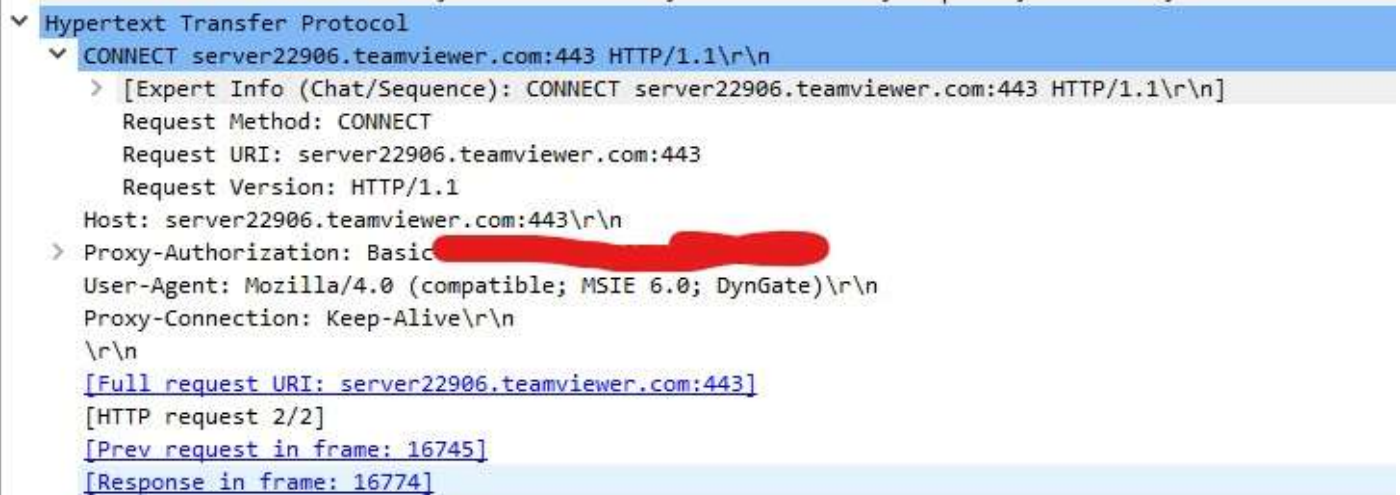 Hypertext Transfer Protocol
CONNECT server22906.teamviewer.com:443 HTTP/1.1\r\n
[Expert Info (Chat/Sequence): CONNECT server22906.teamviewer.com:443 HTTP/1.1\r\n]
Request Method: CONNECT
Request URI: server22906.teamviewer.com:443
Request Version: HTTP/1.1
Host: server22906.teamviewer.com:443\r\n
Proxy-Authorization: Basic
User-Agent: Mozilla/4.0 (compatible; MSIE 6.0; DynGate)\r\n
Proxy-Connection: Keep-Alive\r\n
\r\n
[Full request URI: server22906.teamviewer.com:443]
[HTTP request 2/2]
[Prev request in frame: 16745]
[Response in frame: 16774]